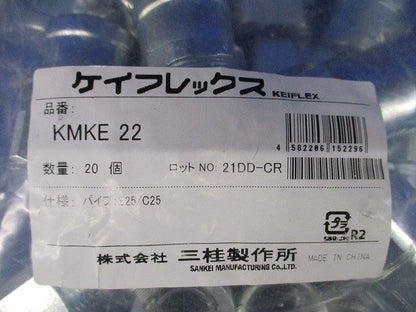 ケイフレックス KEIFLEX
品番:
KMKE 22
4 582206 152296
数量: 20 個
ロット NO: 21DD-CR
仕様: パイプ:E25/C25
R2
株式会社 三桂製作所
MADE IN CHINA
SANKEI MANUFACTURING CO.,LTD.